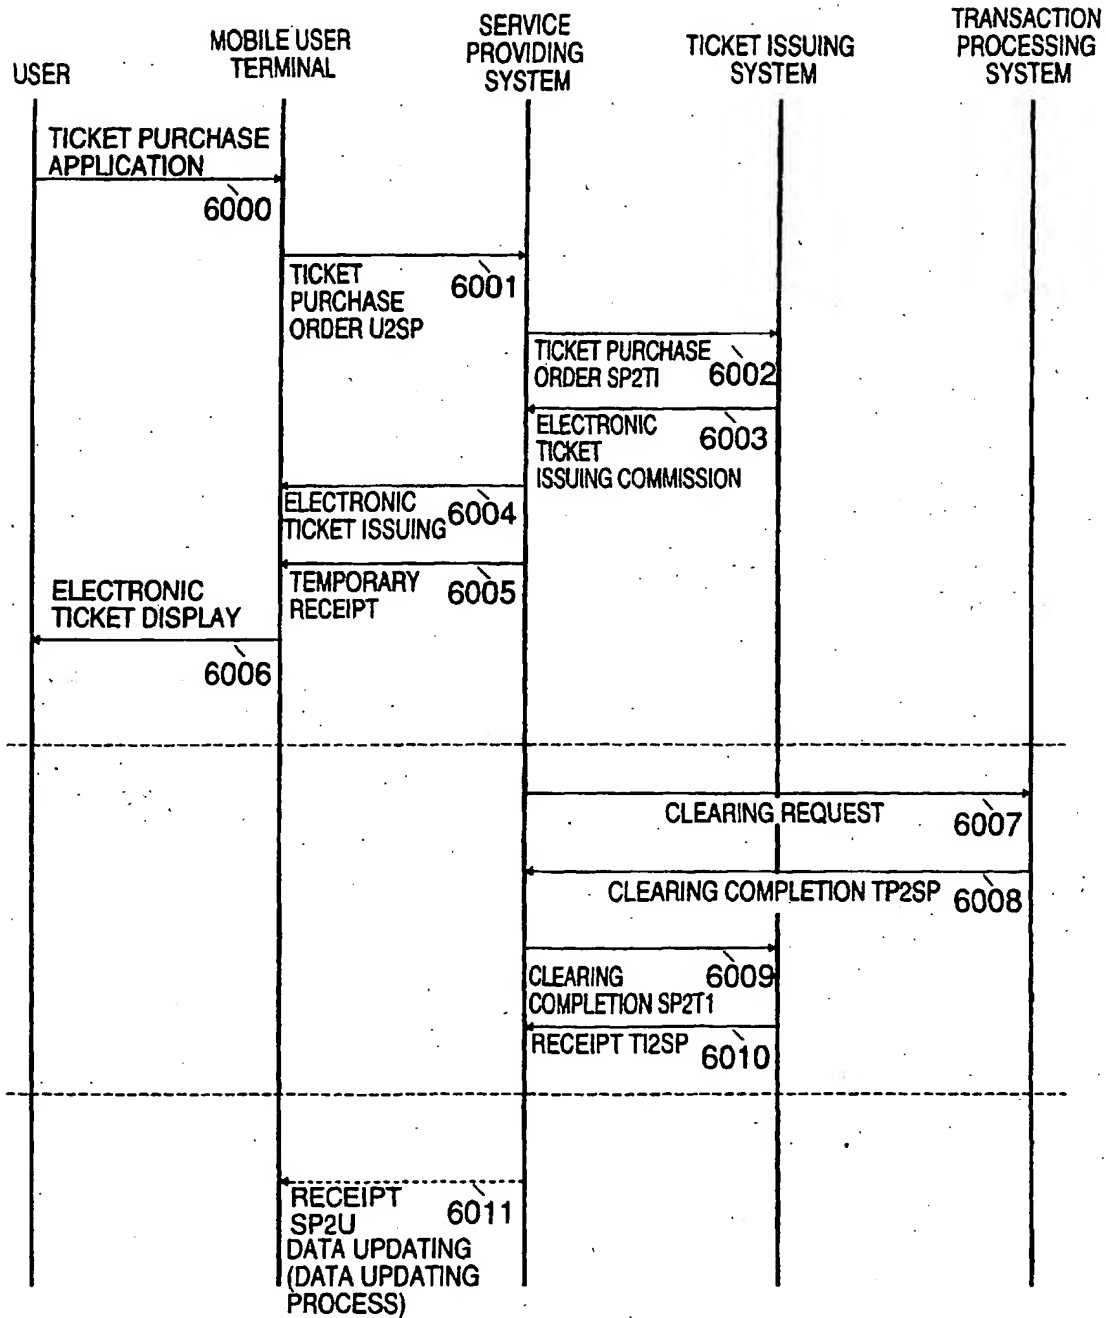 USER
MOBILE USER
TERMINAL
SERVICE
PROVIDING
SYSTEM
TICKET ISSUING
SYSTEM
TRANSACTION
PROCESSING
SYSTEM
TICKET PURCHASE
APPLICATION
6000
TICKET
PURCHASE
ORDER U2SP
6001
TICKET PURCHASE
ORDER SP2TI
6002
ELECTRONIC
TICKET
ISSUING COMMISSION
6003
ELECTRONIC
TICKET ISSUING
6004
TEMPORARY
RECEIPT
6005
ELECTRONIC
TICKET DISPLAY
6006
CLEARING REQUEST
6007
CLEARING COMPLETION TP2SP
6008
CLEARING
COMPLETION SP2T1
6009
RECEIPT TI2SP
6010
RECEIPT
SP2U
DATA UPDATING
(DATA UPDATING
PROCESS)
6011